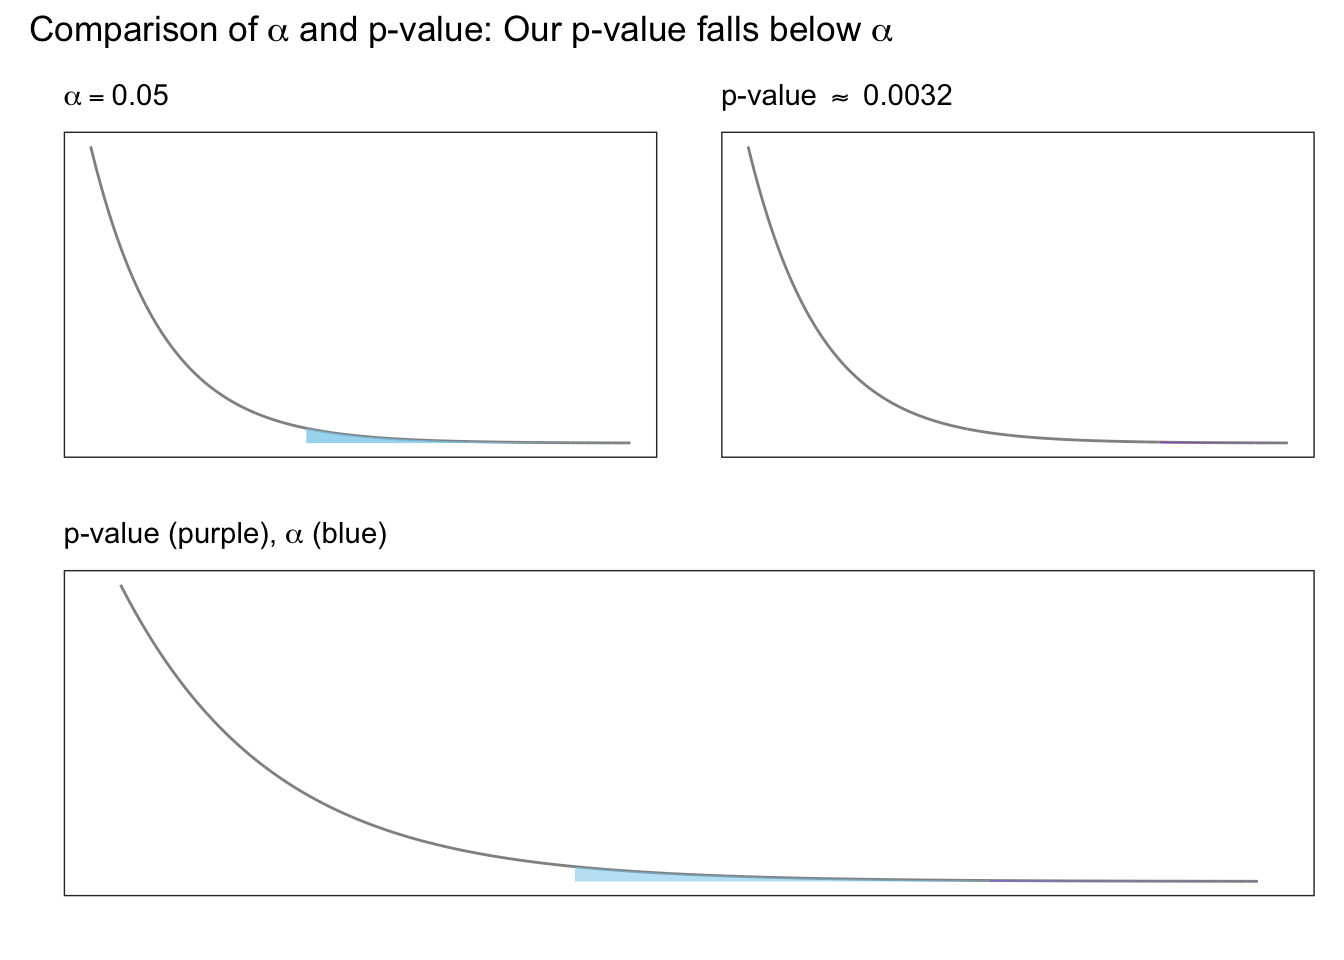 Comparison of α and p-value: Our p-value falls below α
α = 0.05
p-value ≈ 0.0032
p-value (purple), α (blue)